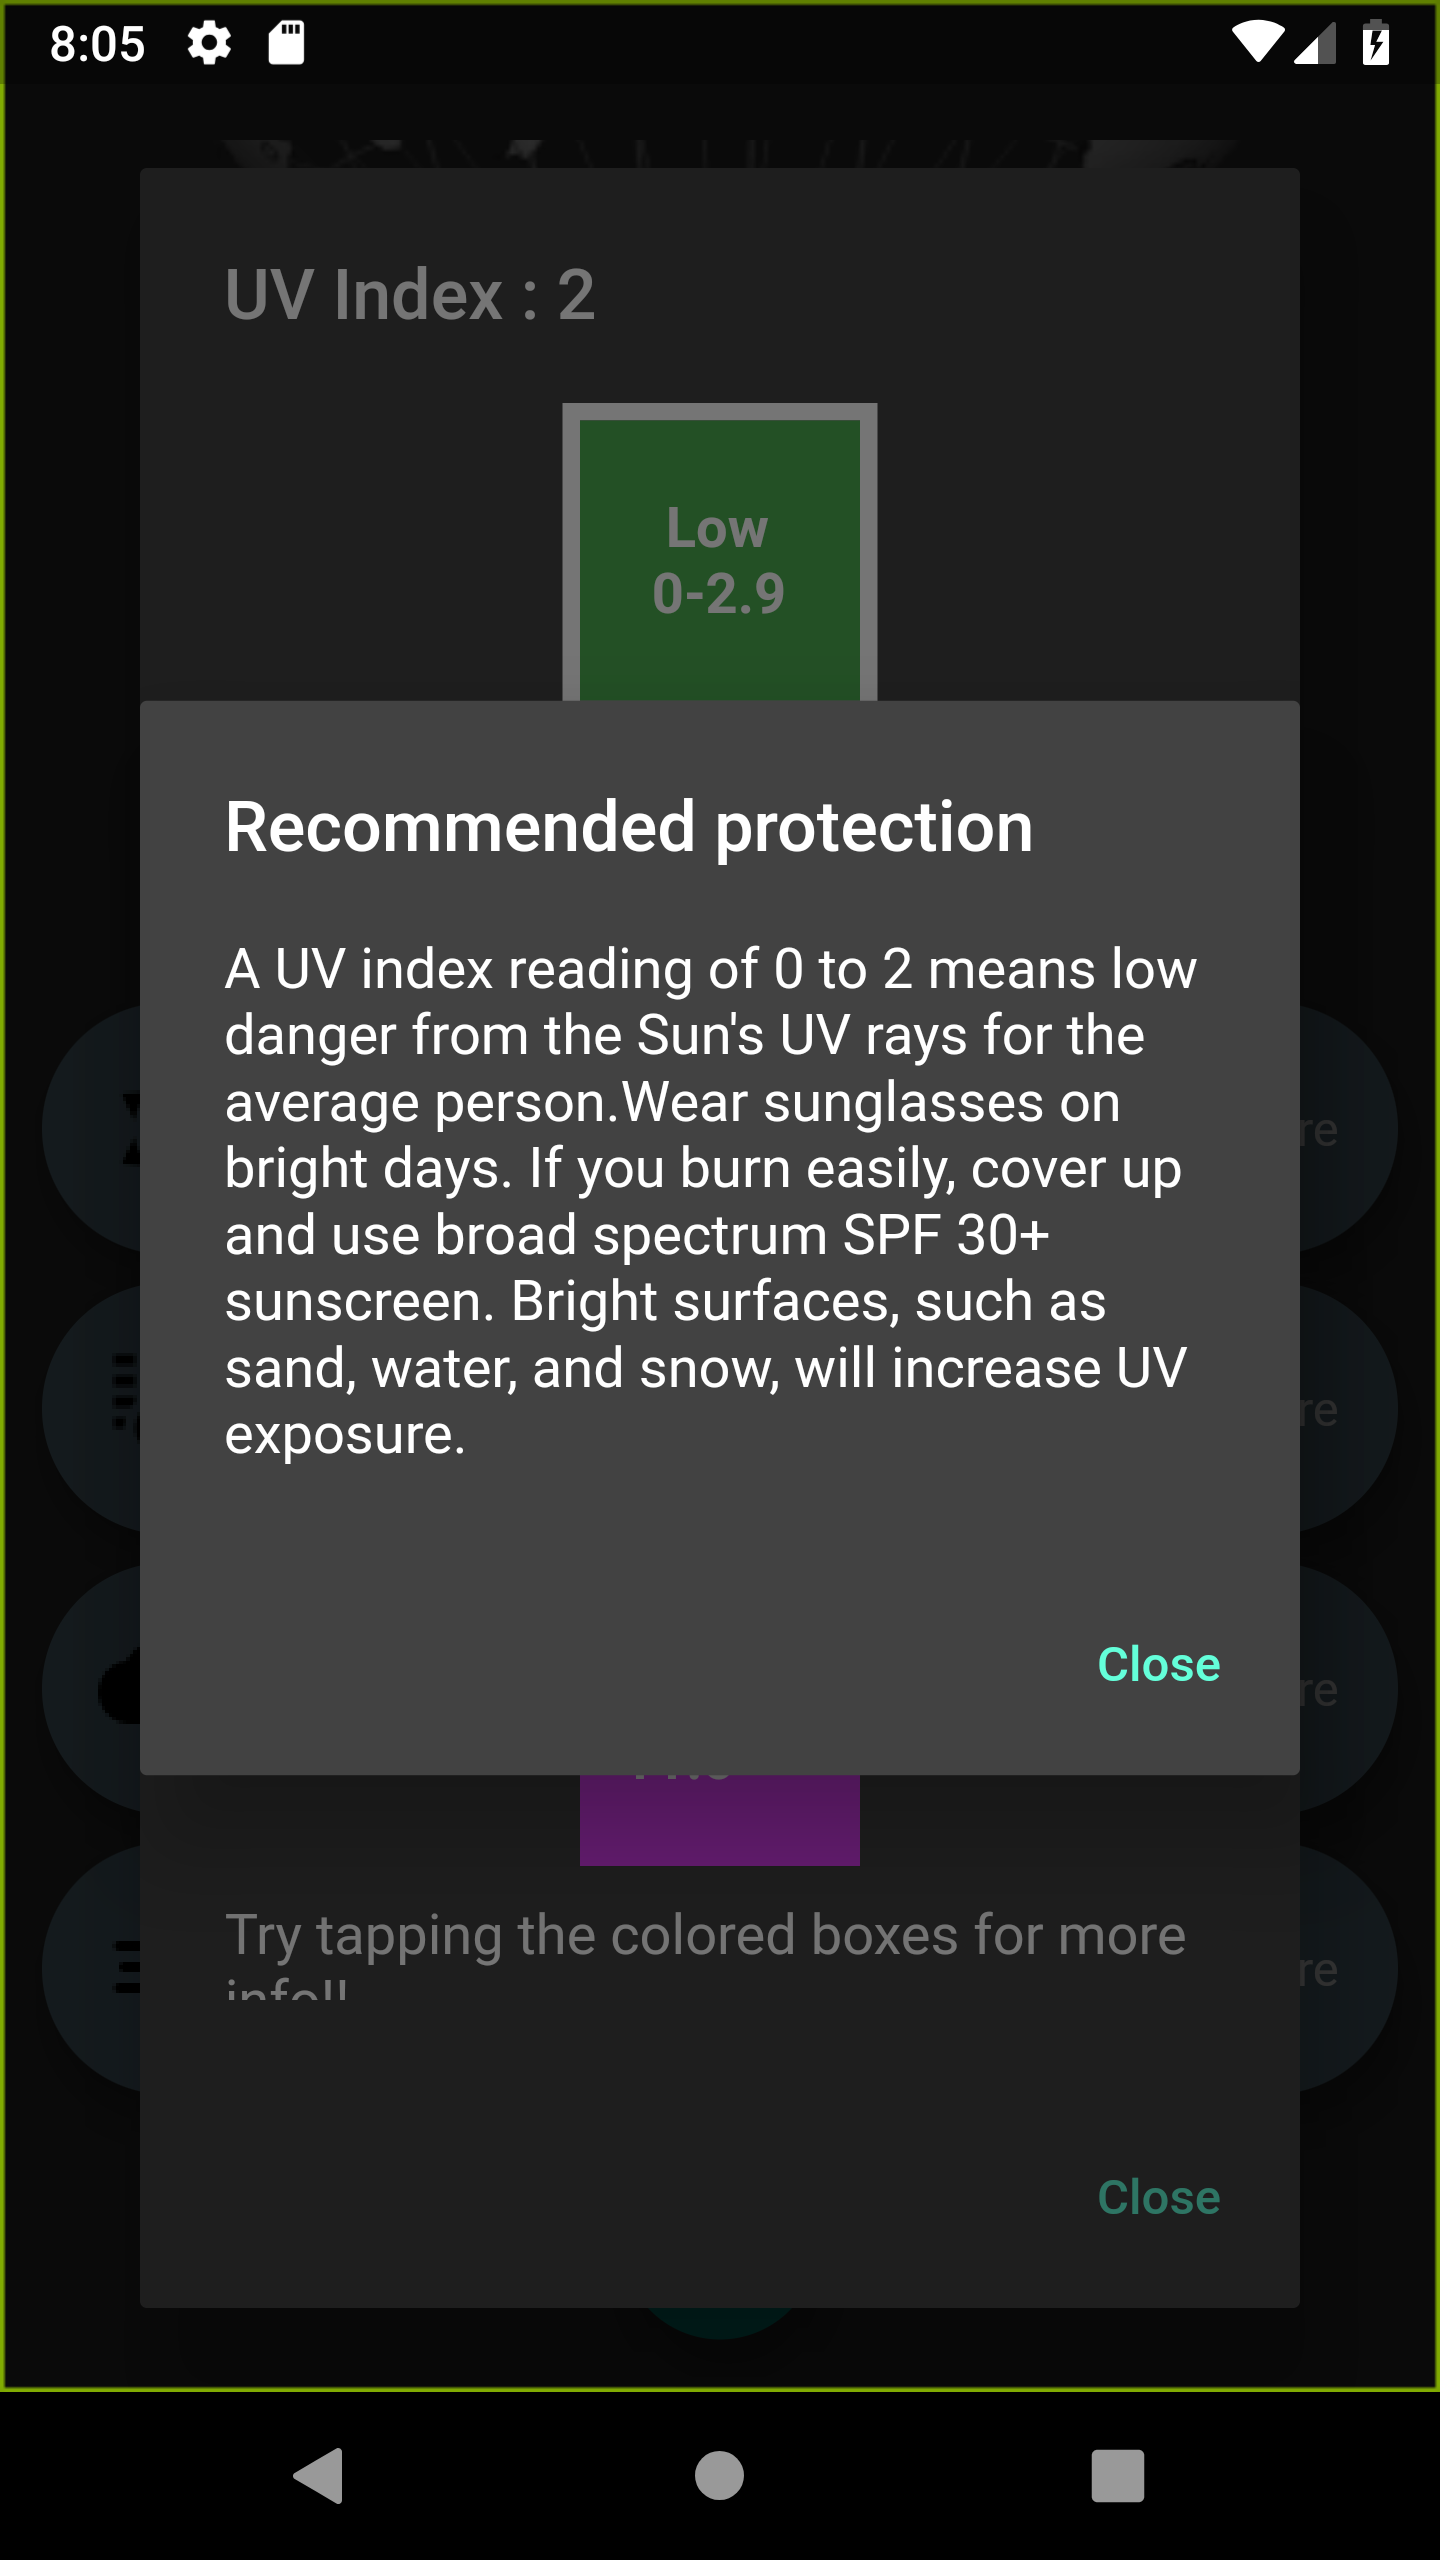 8:05
UV Index : 2
Low
0-2.9
Recommended protection
A UV index reading of 0 to 2 means low
danger from the Sun's UV rays for the
average person.Wear sunglasses on
bright days. If you burn easily, cover up
and use broad spectrum SPF 30+
sunscreen. Bright surfaces, such as
sand, water, and snow, will increase UV
exposure.
Close
Try tapping the colored boxes for more
info!!
Close